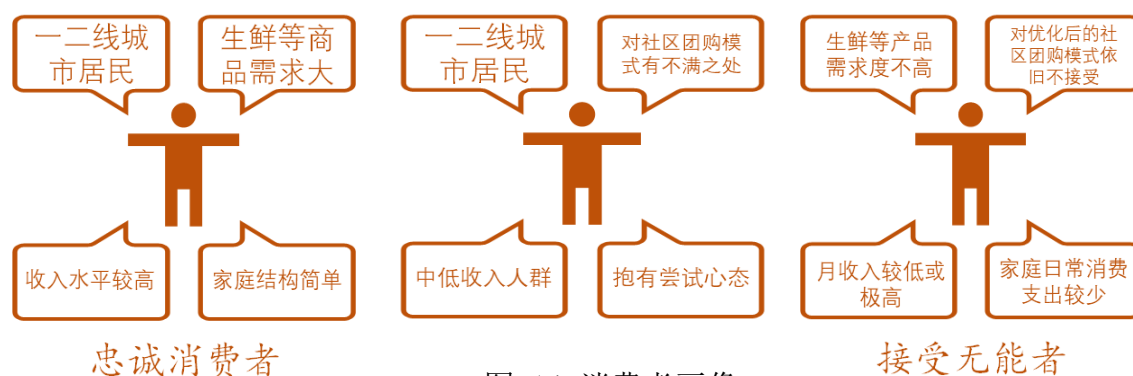 一二线城
市居民
生鲜等商
品需求大
收入水平较高
家庭结构简单
忠诚消费者
一二线城
市居民
对社区团购模
式有不满之处
中低收入人群
抱有尝试心态
消费者画像
生鲜等产品
需求度不高
对优化后的社
区团购模式依
旧不接受
月收入较低或
极高
家庭日常消费
支出较少
接受无能者